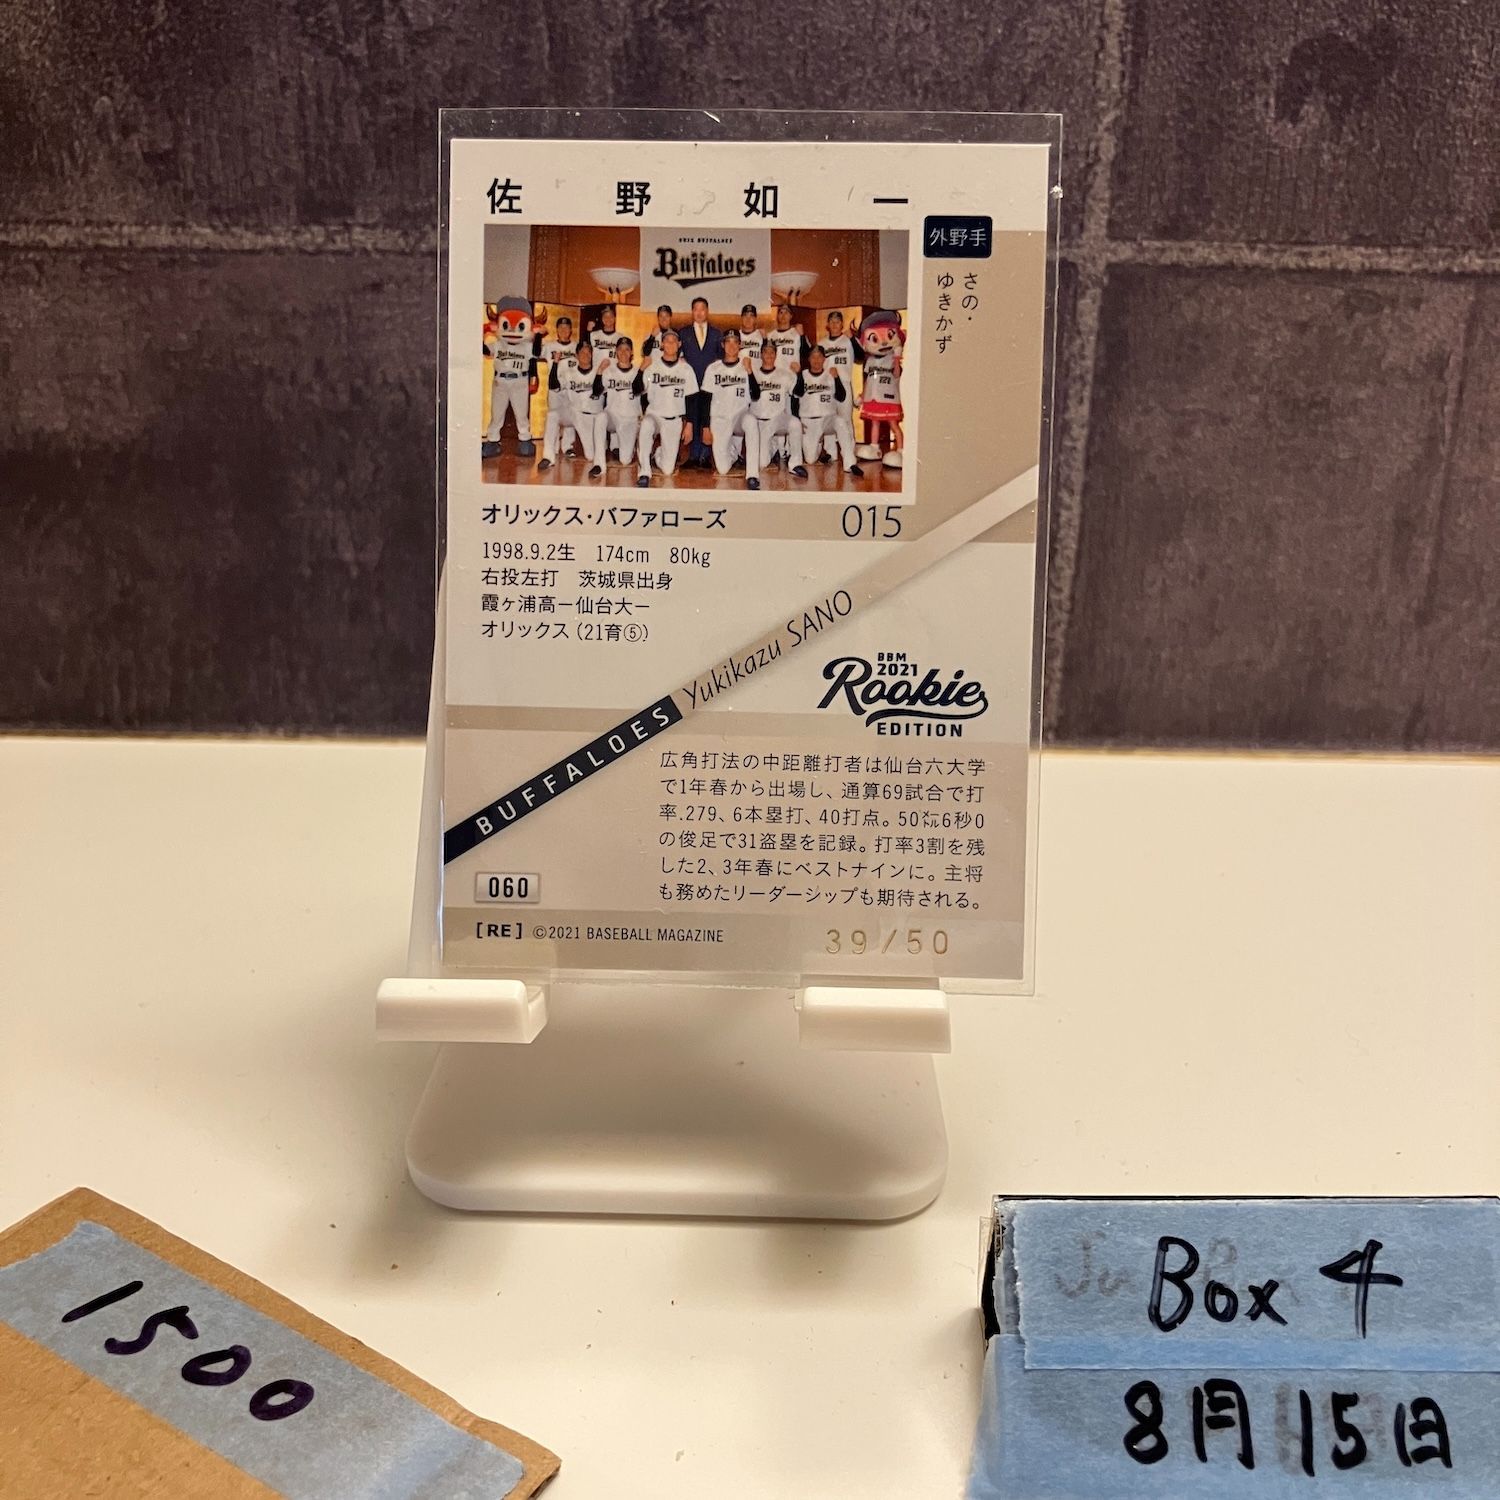 佐野如一
外野手
さの・
ゆきかず
ORIX BUFFALOES
Buffaloes
オリックス・バファローズ
015
1998.9.2生 174cm 80kg
右投左打 茨城県出身
霞ヶ浦高ー仙台大ー
オリックス(21育⑤)
BUFFALOES Yukikazu SANO
BBM
2021
Rookie
EDITION
広角打法の中距離打者は仙台六大学
で1年春から出場し、通算69試合で打
率.279、6本塁打、40打点。50㍍6秒0
の俊足で31盗塁を記録。打率3割を残
した2、3年春にベストナインに。主将
も務めたリーダーシップも期待される。
060
[RE] ©2021 BASEBALL MAGAZINE
39/50
1500
Box 4
8月15日